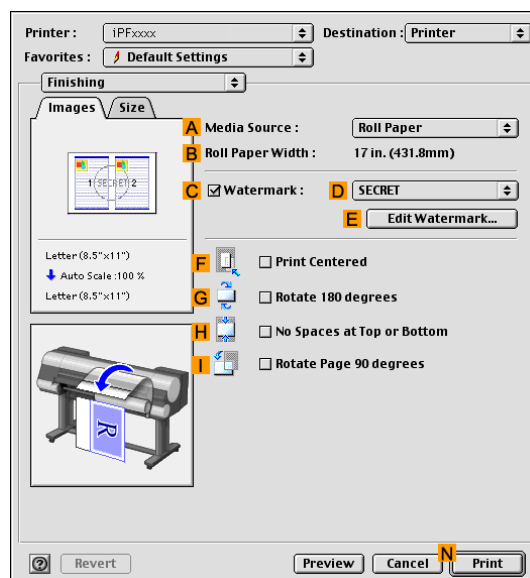 Printer : iPFxxxx Destination : Printer
Favorites : Default Settings
Finishing
Images Size
A Media Source : Roll Paper
B Roll Paper Width : 17 in. (431.8mm)
1 SECRET 2
C Watermark : D SECRET
E Edit Watermark...
Letter (8.5"x11")
Auto Scale :100 %
Letter (8.5"x11")
F Print Centered
G Rotate 180 degrees
H No Spaces at Top or Bottom
I Rotate Page 90 degrees
R
N
? Revert Preview Cancel Print